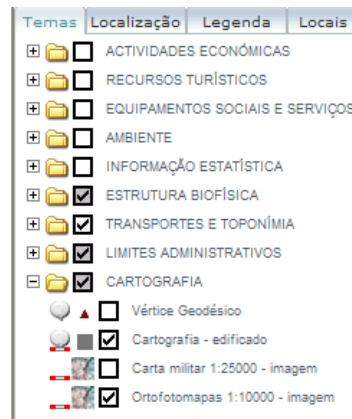 Temas Localização Legenda Locais
ACTIVIDADES ECONÓMICAS
RECURSOS TURÍSTICOS
EQUIPAMENTOS SOCIAIS E SERVIÇOS
AMBIENTE
INFORMAÇÃO ESTATÍSTICA
ESTRUTURA BIOFÍSICA
TRANSPORTES E TOPONÍMIA
LIMITES ADMINISTRATIVOS
CARTOGRAFIA
Vértice Geodésico
Cartografia - edificado
Carta militar 1:25000 - imagem
Ortofotomapas 1:10000 - imagem